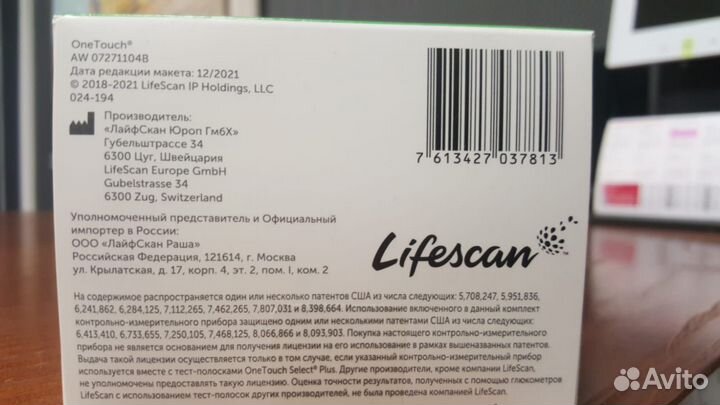 OneTouch®
AW 07271104B
Дата редакции макета: 12/2021
© 2018-2021 LifeScan IP Holdings, LLC
024-194
Производитель:
«ЛайфСкан Юроп ГмбХ»
Губельштрассе 34
6300 Цуг, Швейцария
LifeScan Europe GmbH
Gubelstrasse 34
6300 Zug, Switzerland
7 613427 037813
Уполномоченный представитель и Официальный
импортер в России:
ООО «ЛайфСкан Раша»
Российская Федерация, 121614, г. Москва
ул. Крылатская, д. 17, корп. 4, эт. 2, пом. I, ком. 2
Lifescan
На содержимое распространяется один или несколько патентов США из числа следующих: 5,708,247, 5,951,836,
6,241,862, 6,284,125, 7,112,265, 7,462,265, 7,807,031 и 8,398,664. Использование включенного в данный комплект
контрольно-измерительного прибора защищено одним или несколькими патентами США из числа следующих:
6,413,410, 6,733,655, 7,250,105, 7,468,125, 8,066,866 и 8,093,903. Покупка настоящего контрольно-измерительного
прибора не является основанием для получения лицензии на его использование в рамках вышеназванных патентов.
Выдача такой лицензии осуществляется только в том случае, если указанный контрольно-измерительный прибор
используется вместе с тест-полосками OneTouch Select® Plus. Другие производители, кроме компании LifeScan,
не уполномочены предоставлять такую лицензию. Оценка точности результатов, полученных с помощью глюкометров
LifeScan с использованием тест-полосок других производителей, не была проведена компанией LifeScan.
Avito